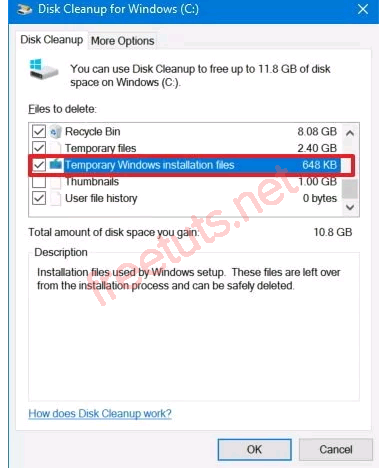 Disk Cleanup for Windows (C:)
Disk Cleanup
More Options
You can use Disk Cleanup to free up to 11.8 GB of disk
space on Windows (C:).
Files to delete:
Recycle Bin 8.08 GB
Temporary files 2.40 GB
Temporary Windows installation files 648 KB
Thumbnails 1.00 GB
User file history 0 bytes
Total amount of disk space you gain: 10.8 GB
Description
Installation files used by Windows setup. These files are left over
from the installation process and can be safely deleted.
freetuts.net
How does Disk Cleanup work?
OK
Cancel